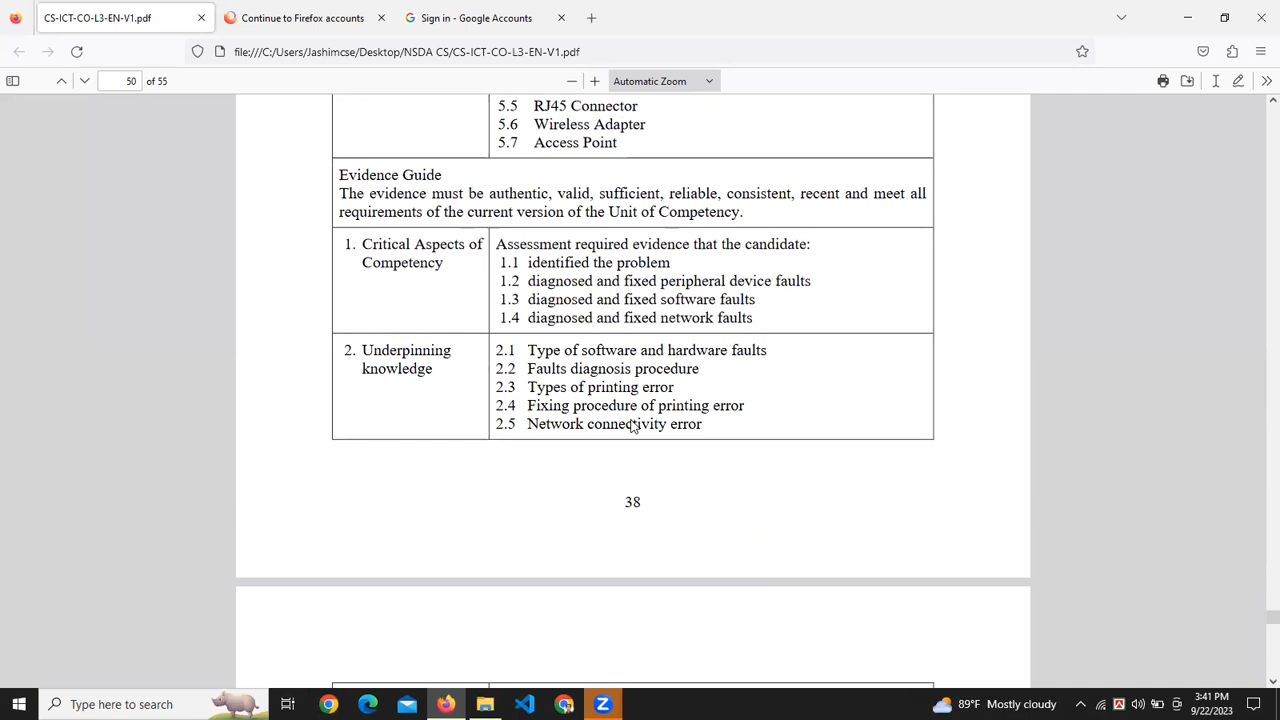 CS-ICT-CO-L3-EN-V1.pdf
Continue to Firefox accounts
Sign in - Google Accounts
file:///C:/Users/Jashimcse/Desktop/NSDA CS/CS-ICT-CO-L3-EN-V1.pdf
50 of 55
Automatic Zoom
5.5 RJ45 Connector
5.6 Wireless Adapter
5.7 Access Point
Evidence Guide
The evidence must be authentic, valid, sufficient, reliable, consistent, recent and meet all
requirements of the current version of the Unit of Competency.
1. Critical Aspects of
Competency
Assessment required evidence that the candidate:
1.1 identified the problem
1.2 diagnosed and fixed peripheral device faults
1.3 diagnosed and fixed software faults
1.4 diagnosed and fixed network faults
2. Underpinning
knowledge
2.1 Type of software and hardware faults
2.2 Faults diagnosis procedure
2.3 Types of printing error
2.4 Fixing procedure of printing error
2.5 Network connectivity error
38
Type here to search
89°F Mostly cloudy
3:41 PM
9/22/2023